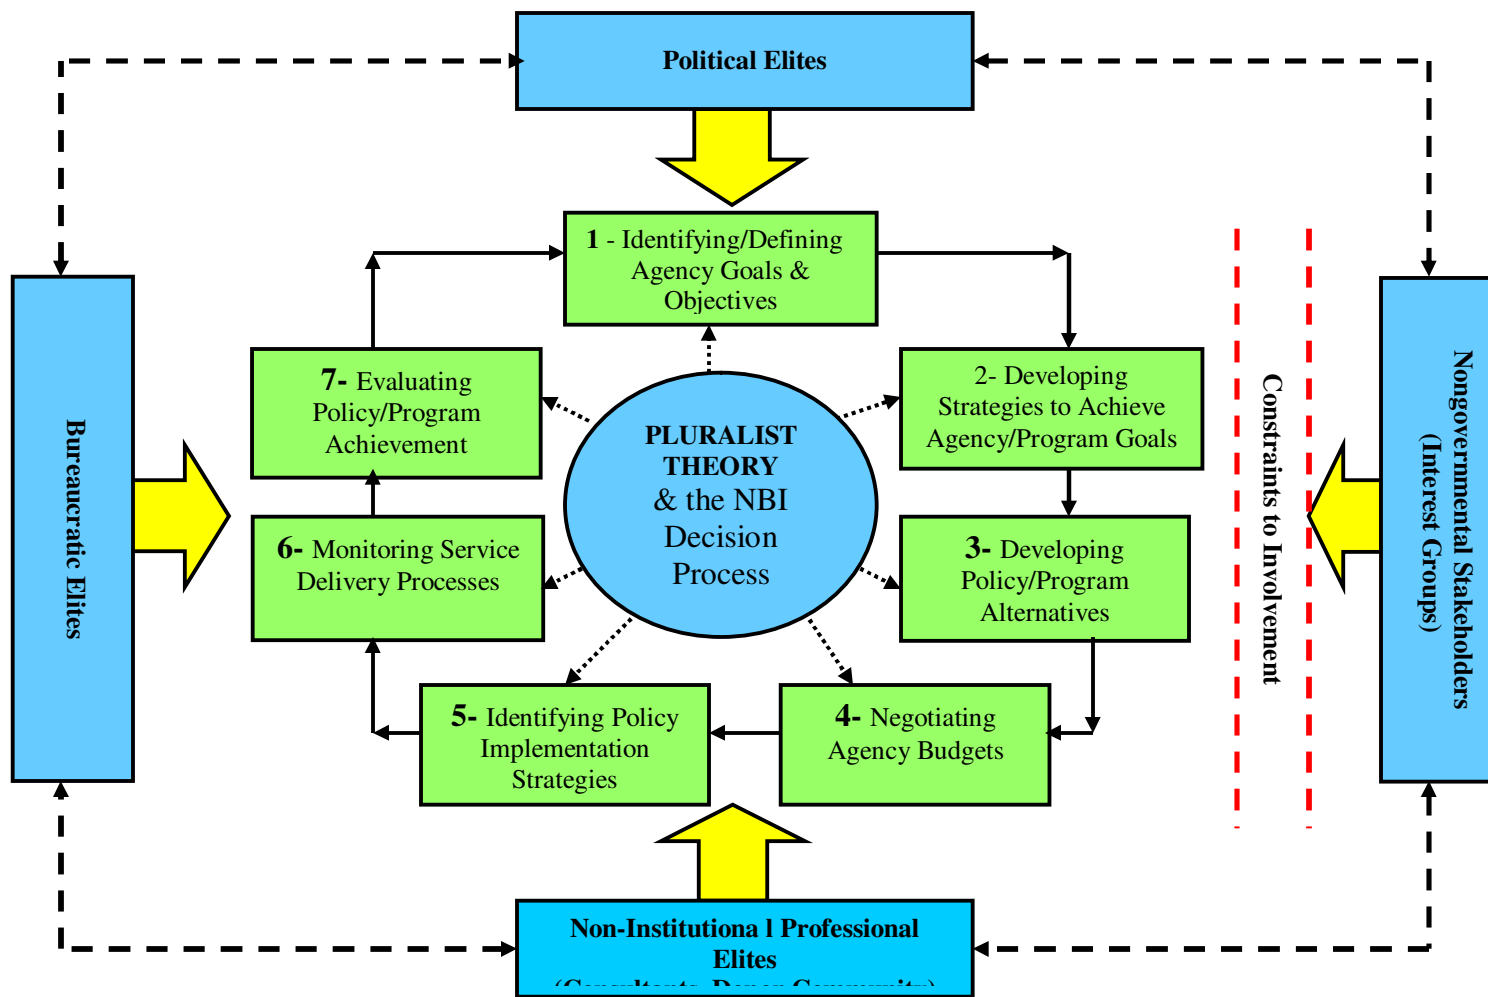 Political Elites
1 - Identifying/Defining
Agency Goals &
Objectives
7- Evaluating
Policy/Program
Achievement
2- Developing
Strategies to Achieve
Agency/Program Goals
PLURALIST
THEORY
& the NBI
Decision
Process
6- Monitoring Service
Delivery Processes
3- Developing
Policy/Program
Alternatives
5- Identifying Policy
Implementation
Strategies
4- Negotiating
Agency Budgets
Bureaucratic Elites
Constraints to Involvement
Nongovernmental Stakeholders
(Interest Groups)
Non-Institutiona l Professional
Elites
(Consultants, Donor Community)